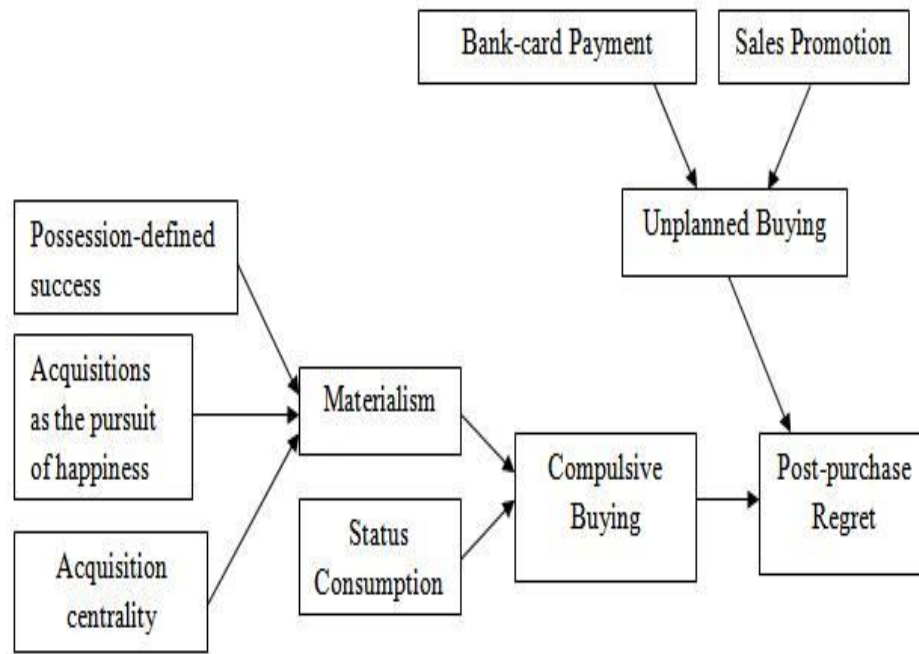 Bank-card Payment
Sales Promotion
Unplanned Buying
Possession-defined
success
Acquisitions
as the pursuit
of happiness
Materialism
Acquisition
centrality
Status
Consumption
Compulsive
Buying
Post-purchase
Regret